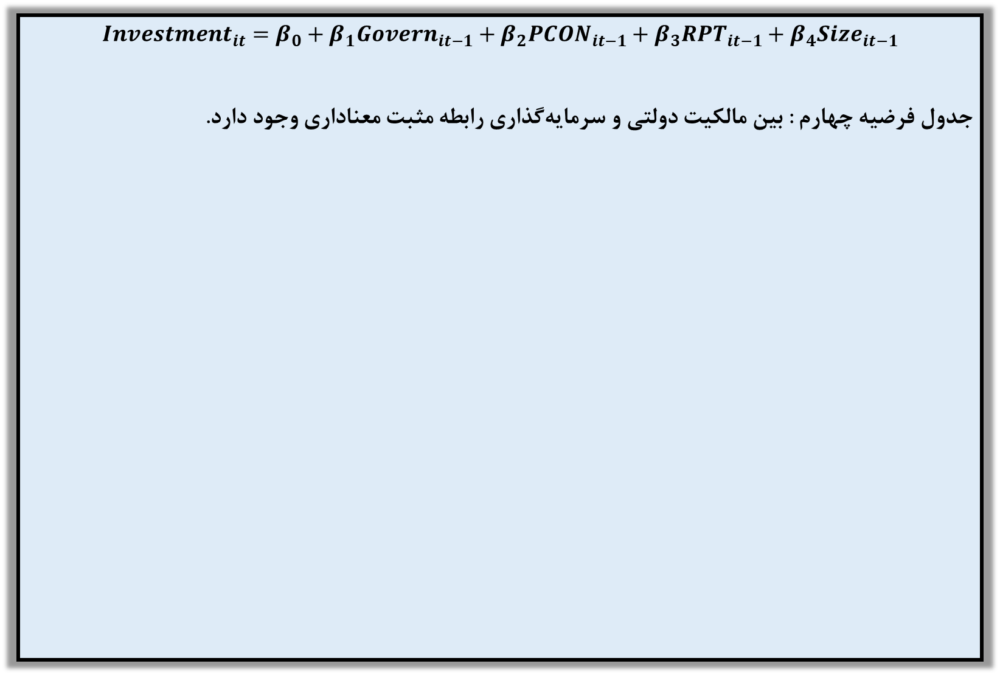 Investment_it = β_0 + β_1Govern_it−1 + β_2PCON_it−1 + β_3RPT_it−1 + β_4Size_it−1
جدول فرضیه چهارم : بین مالکیت دولتی و سرمایه‌گذاری رابطه مثبت معناداری وجود دارد.